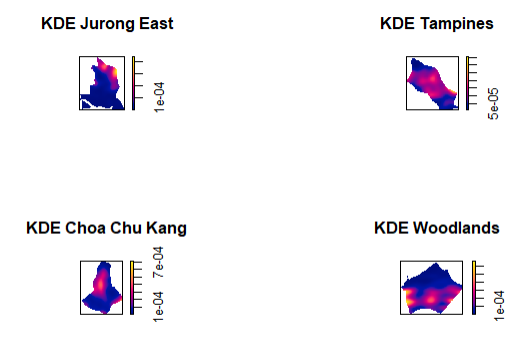 KDE Jurong East
KDE Tampines
1e-04
5e-05
KDE Choa Chu Kang
KDE Woodlands
1e-04 7e-04
1e-04